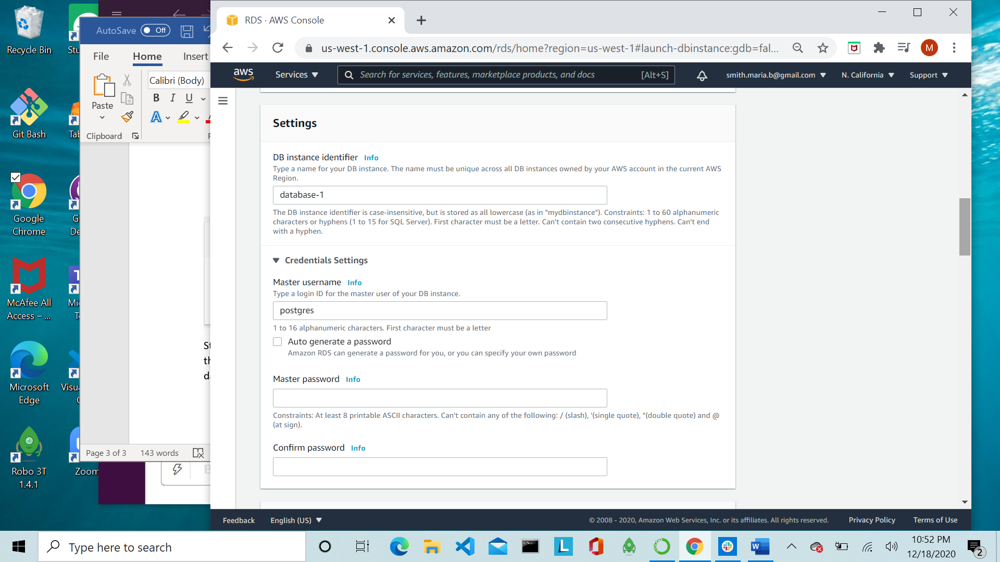 Recycle Bin
Git Bash
Google
Chrome
McAfee All
Access – ...
Microsoft
Edge
Robo 3T
1.4.1
Zoom
AutoSave Off
File Home Insert
Paste
Calibri (Body)
B I U
Clipboard
Page 3 of 3 143 words
RDS · AWS Console
us-west-1.console.aws.amazon.com/rds/home?region=us-west-1#launch-dbinstance:gdb=fal...
M
aws Services Search for services, features, marketplace products, and docs [Alt+S] smith.maria.b@gmail.com N. California Support
Settings
DB instance identifier Info
Type a name for your DB instance. The name must be unique across all DB instances owned by your AWS account in the current AWS
Region.
database-1
The DB instance identifier is case-insensitive, but is stored as all lowercase (as in "mydbinstance"). Constraints: 1 to 60 alphanumeric
characters or hyphens (1 to 15 for SQL Server). First character must be a letter. Can't contain two consecutive hyphens. Can't end
with a hyphen.
Credentials Settings
Master username Info
Type a login ID for the master user of your DB instance.
postgres
1 to 16 alphanumeric characters. First character must be a letter
Auto generate a password
Amazon RDS can generate a password for you, or you can specify your own password
Master password Info
Constraints: At least 8 printable ASCII characters. Can't contain any of the following: / (slash), '(single quote), "(double quote) and @
(at sign).
Confirm password Info
Feedback English (US) © 2008 - 2020, Amazon Web Services, Inc. or its affiliates. All rights reserved. Privacy Policy Terms of Use
Type here to search
10:52 PM
12/18/2020
2